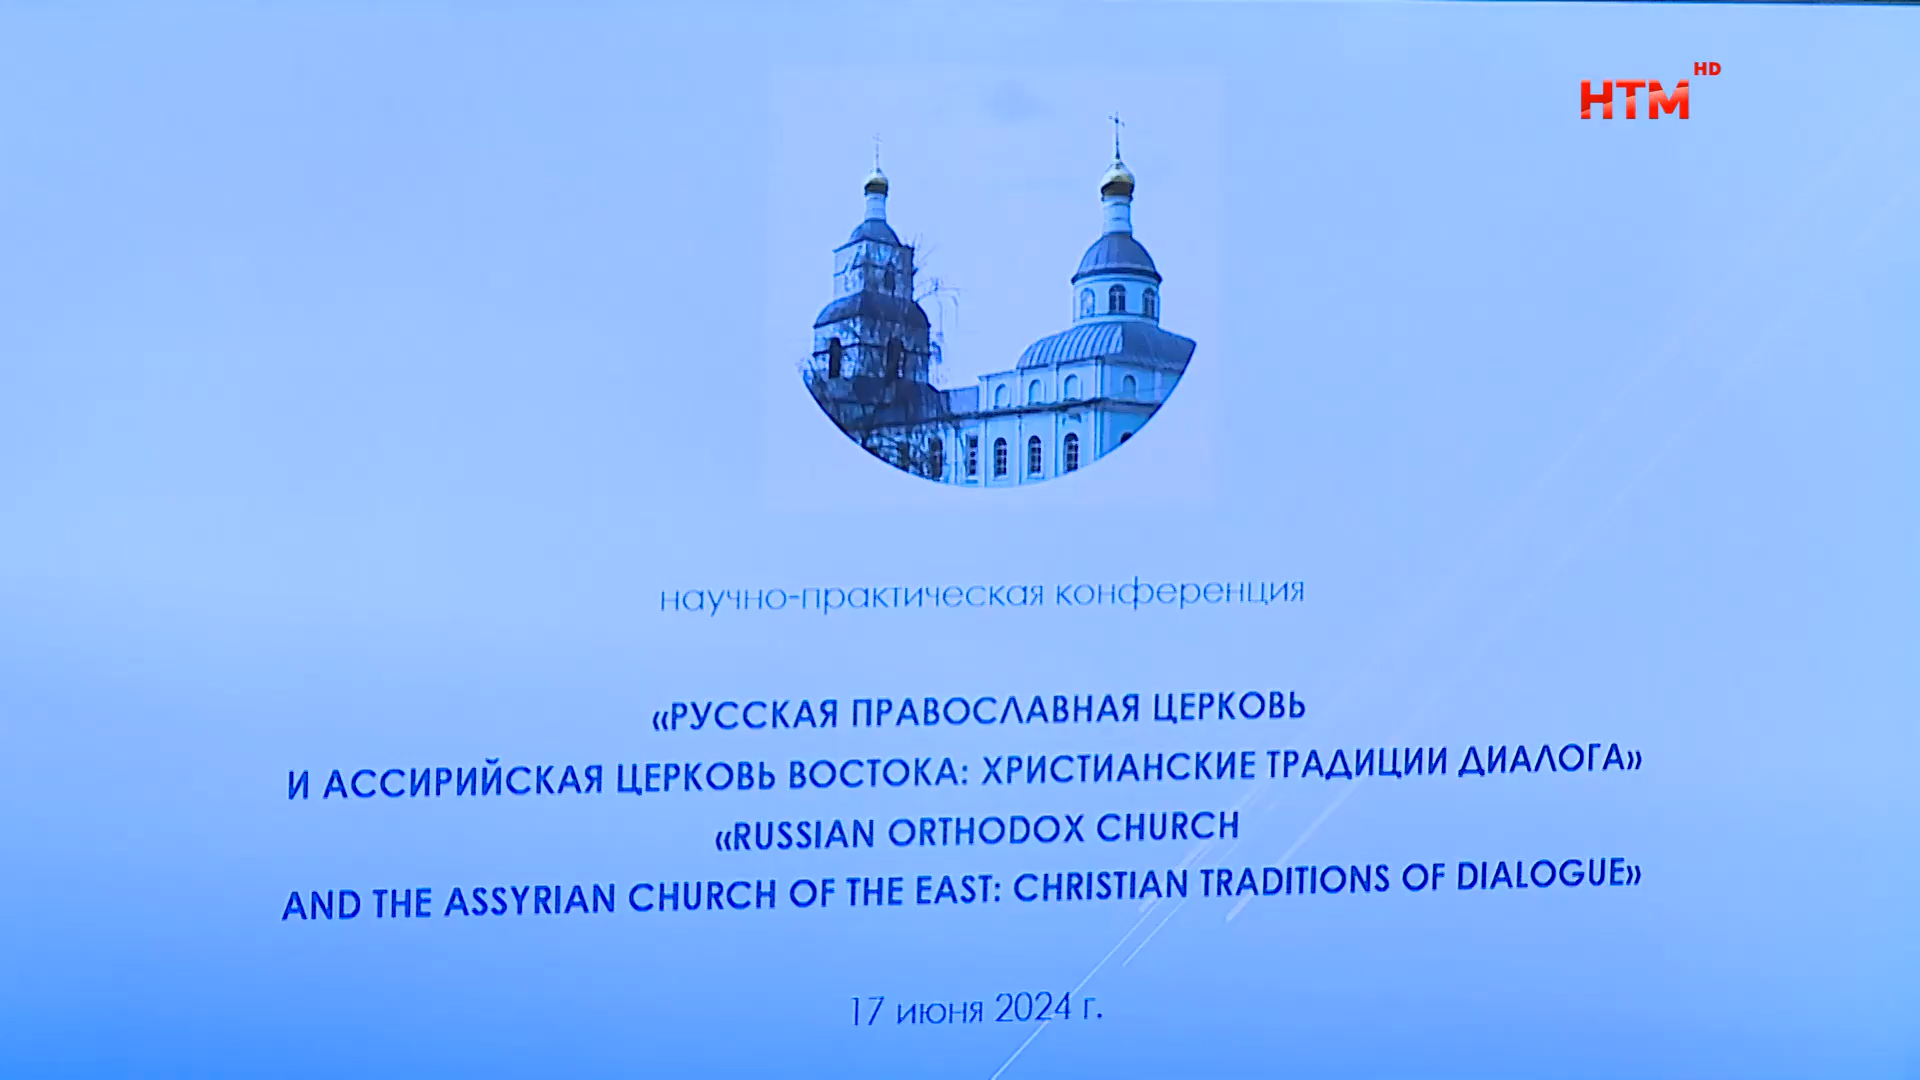 НТМ HD
научно-практическая конференция
«РУССКАЯ ПРАВОСЛАВНАЯ ЦЕРКОВЬ
И АССИРИЙСКАЯ ЦЕРКОВЬ ВОСТОКА: ХРИСТИАНСКИЕ ТРАДИЦИИ ДИАЛОГА»
«RUSSIAN ORTHODOX CHURCH
AND THE ASSYRIAN CHURCH OF THE EAST: CHRISTIAN TRADITIONS OF DIALOGUE»
17 июня 2024 г.